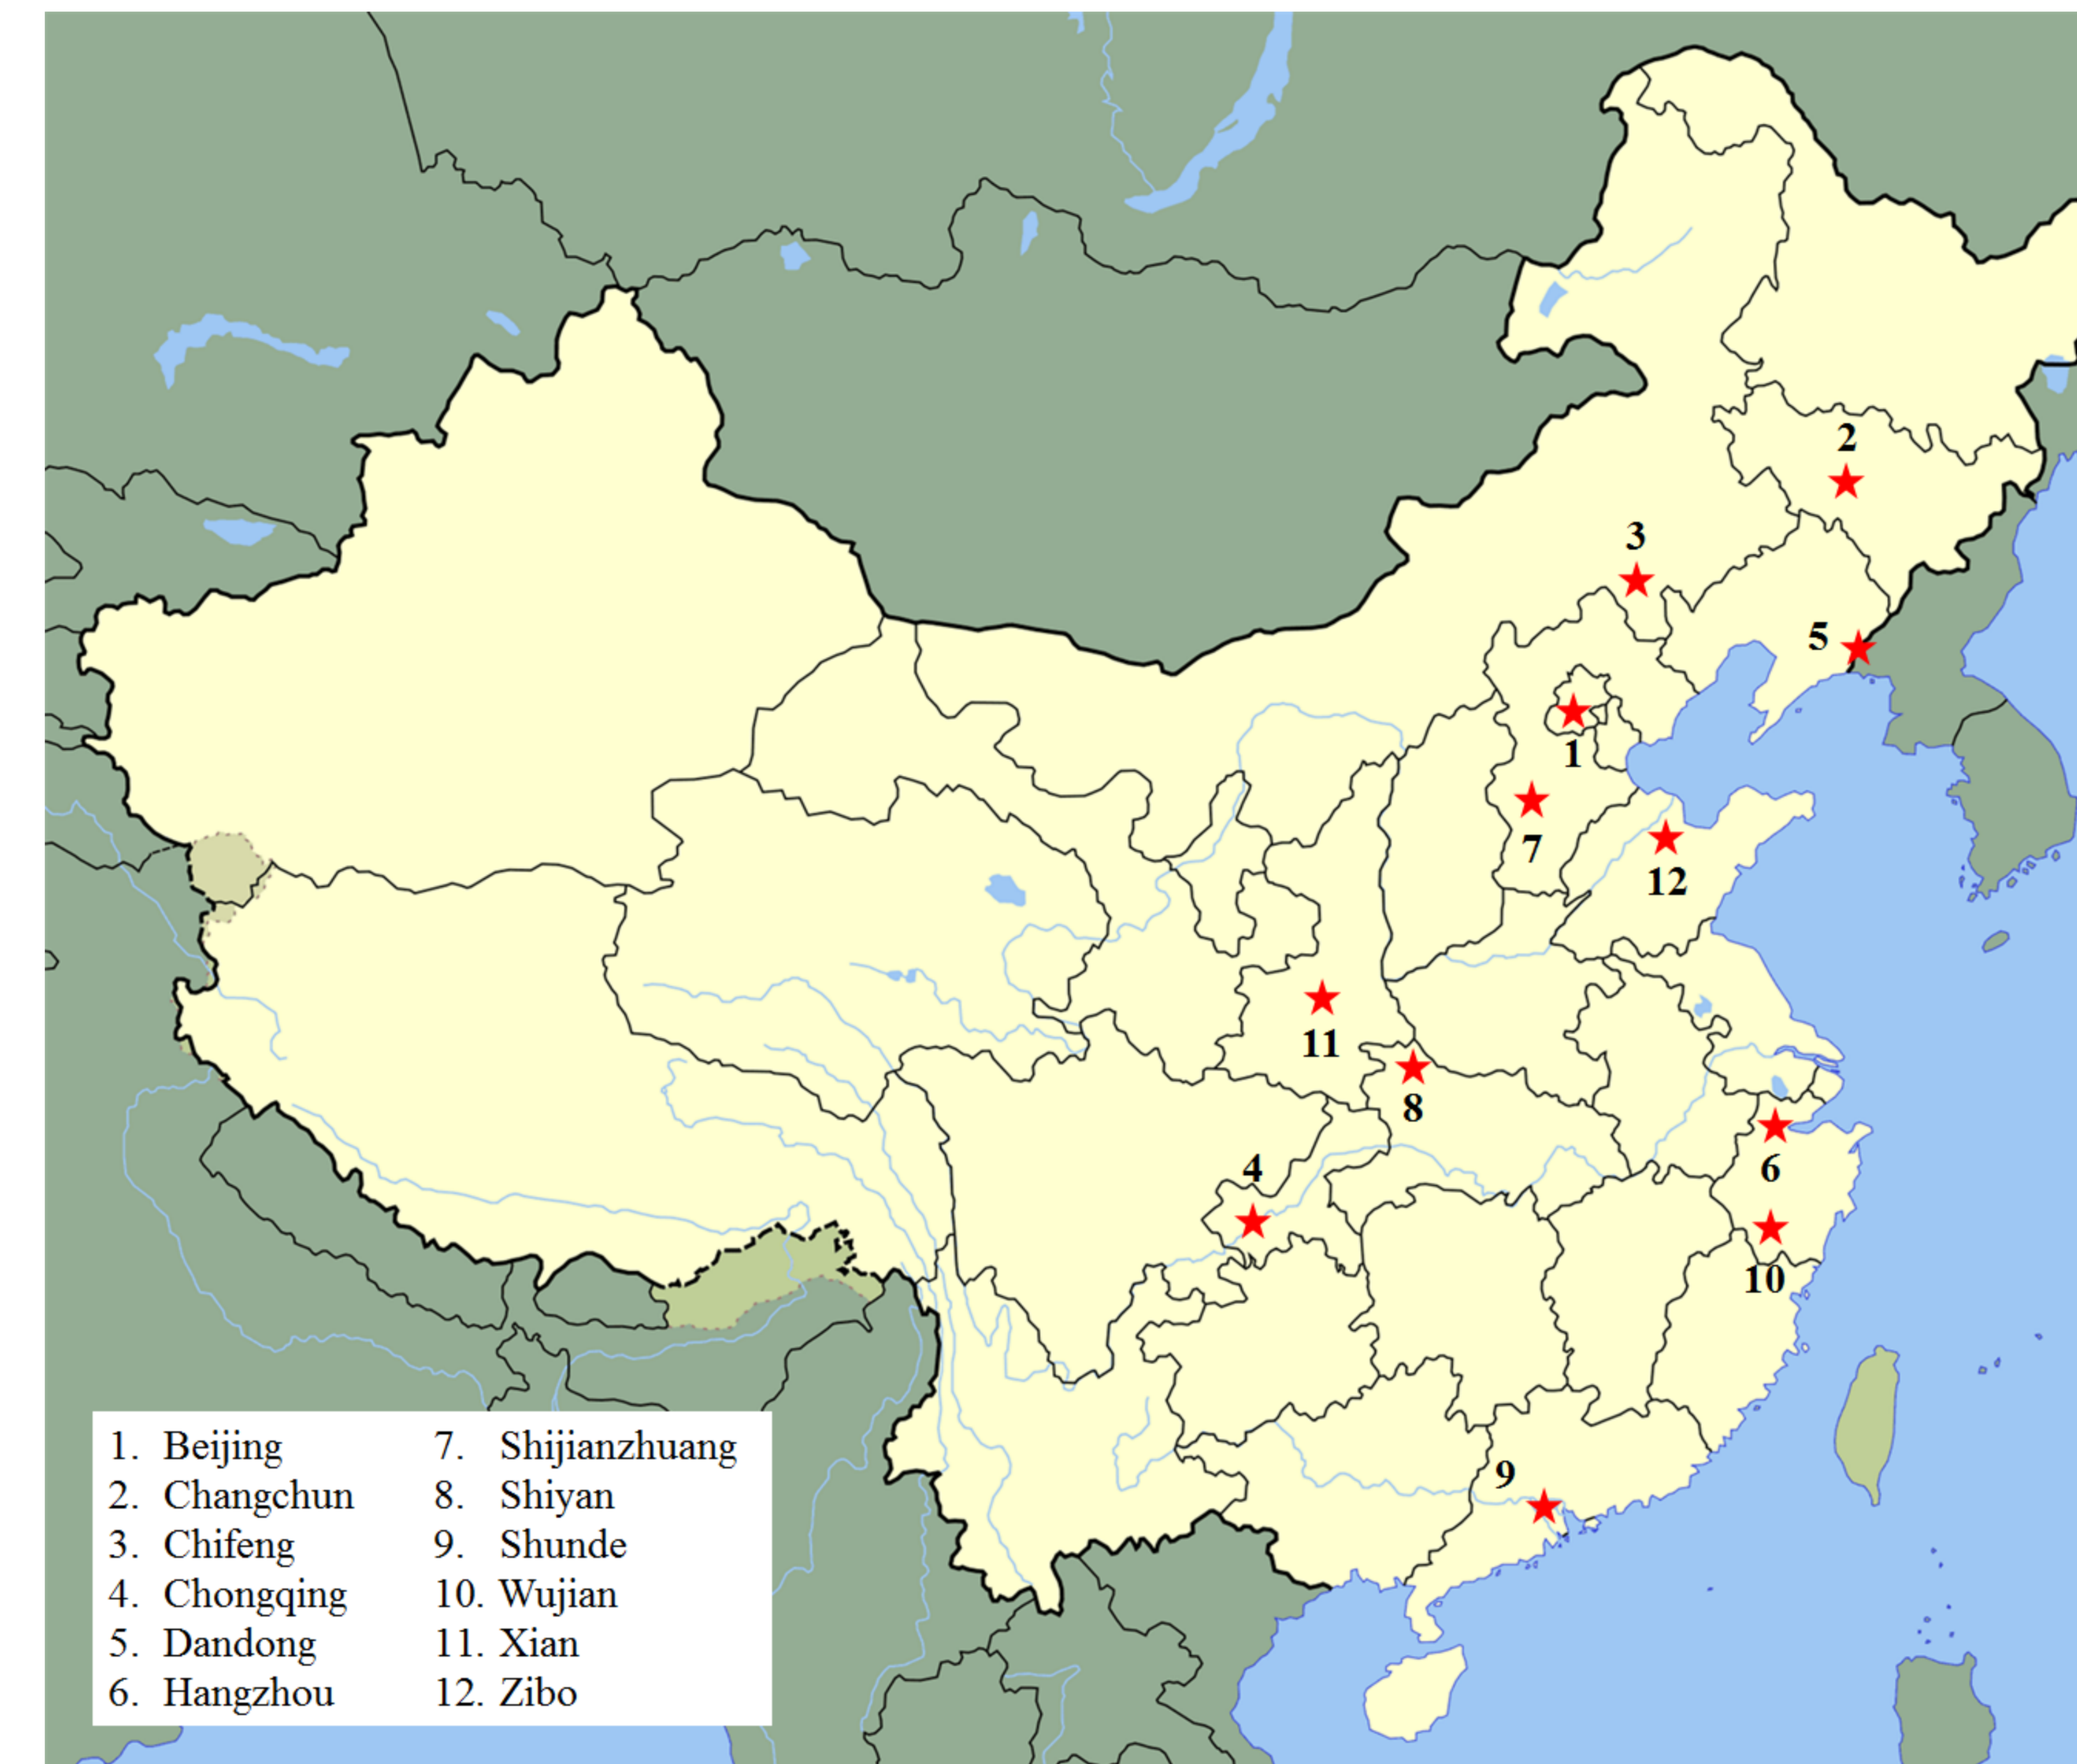 2
3
5
1
7
12
11
8
4
6
10
9
1. Beijing
2. Changchun
3. Chifeng
4. Chongqing
5. Dandong
6. Hangzhou
7. Shijianzhuang
8. Shiyan
9. Shunde
10. Wujian
11. Xian
12. Zibo